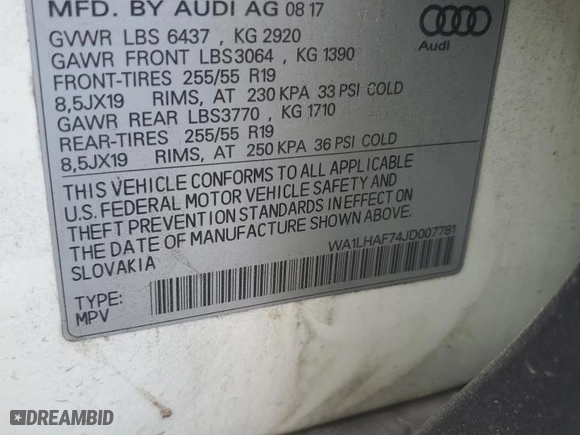 MFD. BY AUDI AG 08 17
GVWR LBS 6437 , KG 2920
GAWR FRONT LBS3064 , KG 1390
FRONT-TIRES 255/55 R19
8,5JX19 RIMS, AT 230 KPA 33 PSI COLD
GAWR REAR LBS3770 , KG 1710
REAR-TIRES 255/55 R19
8,5JX19 RIMS, AT 250 KPA 36 PSI COLD
THIS VEHICLE CONFORMS TO ALL APPLICABLE
U.S. FEDERAL MOTOR VEHICLE SAFETY AND
THEFT PREVENTION STANDARDS IN EFFECT ON
THE DATE OF MANUFACTURE SHOWN ABOVE.
SLOVAKIA
WA1LHAF74JD007781
TYPE:
MPV
Audi
DREAMBID